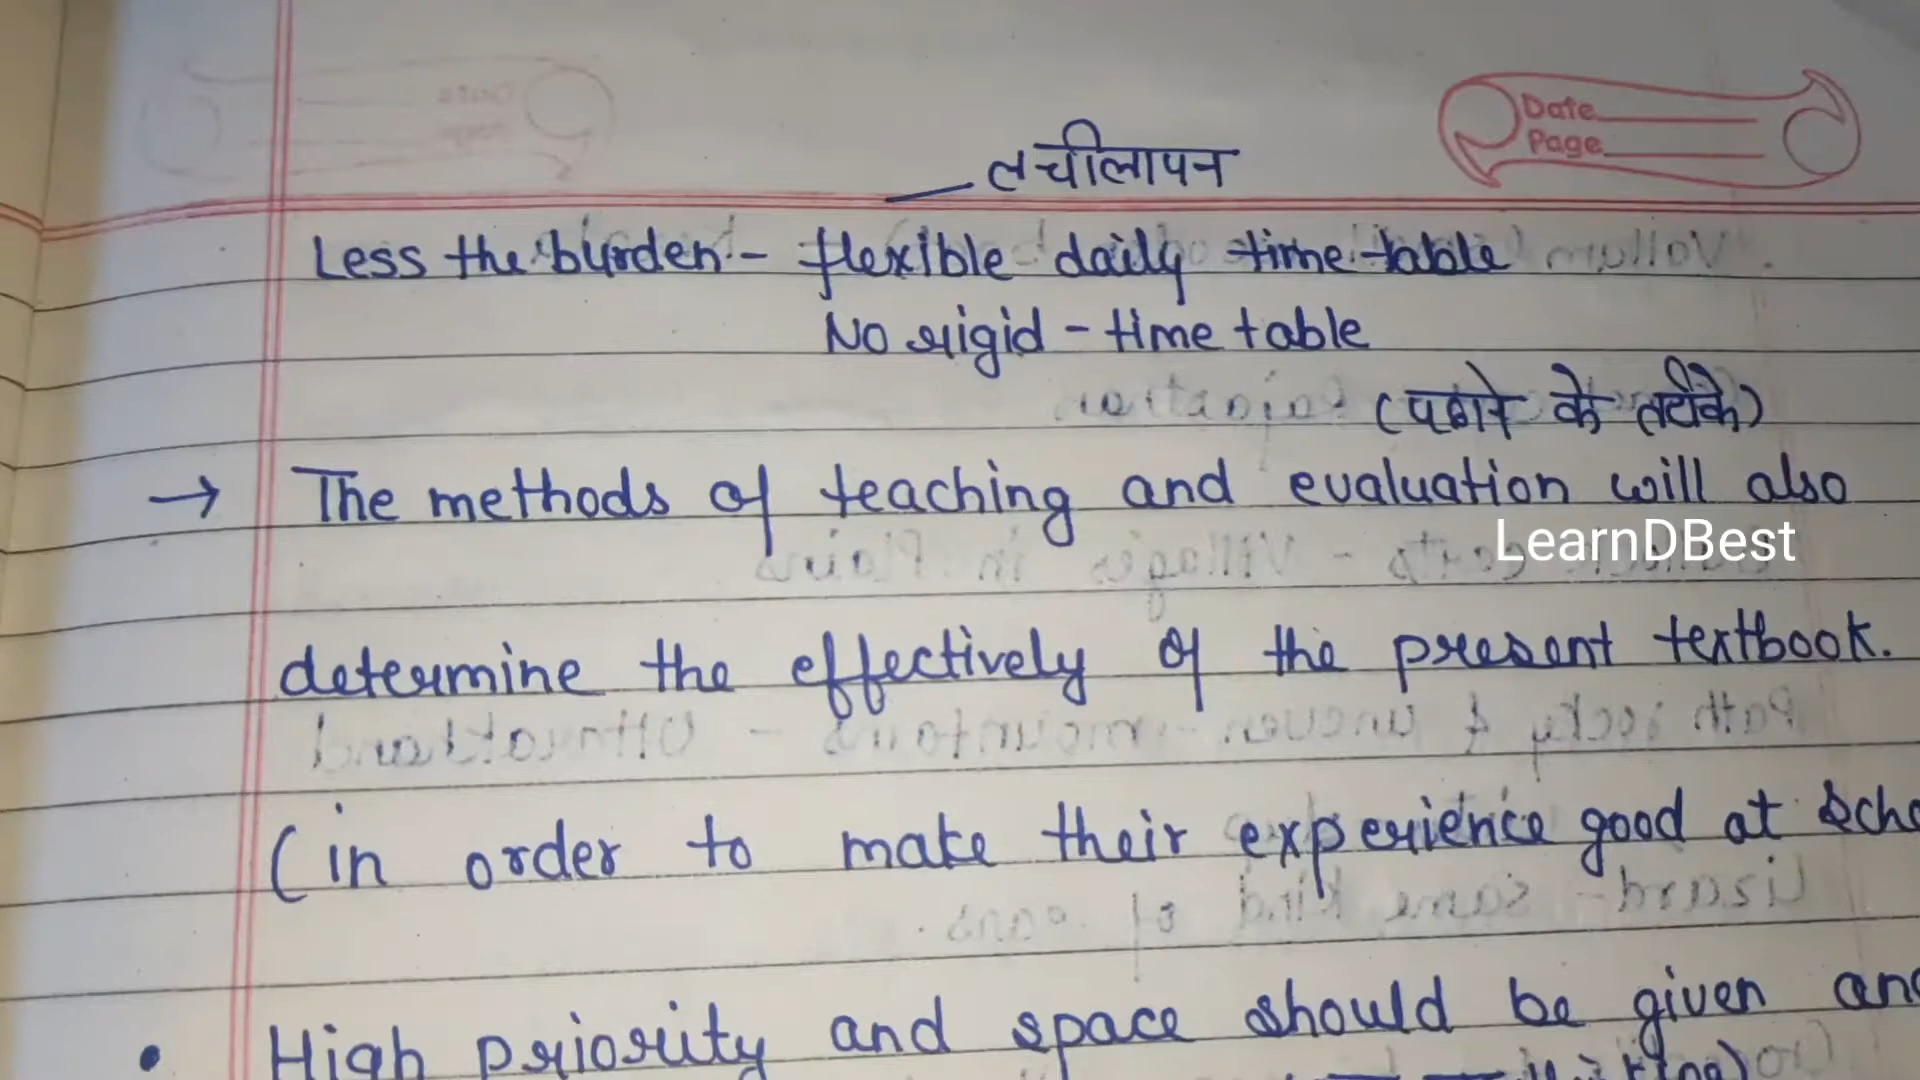 लचीलापन
Date
Page
Less the burden - flexible daily time-table
No rigid - time table
(पढाने के तरीके)
→ The methods of teaching and evaluation will also
LearnDBest
determine the effectively of the present textbook.
(in order to make their experience good at
• High priority and space should be given